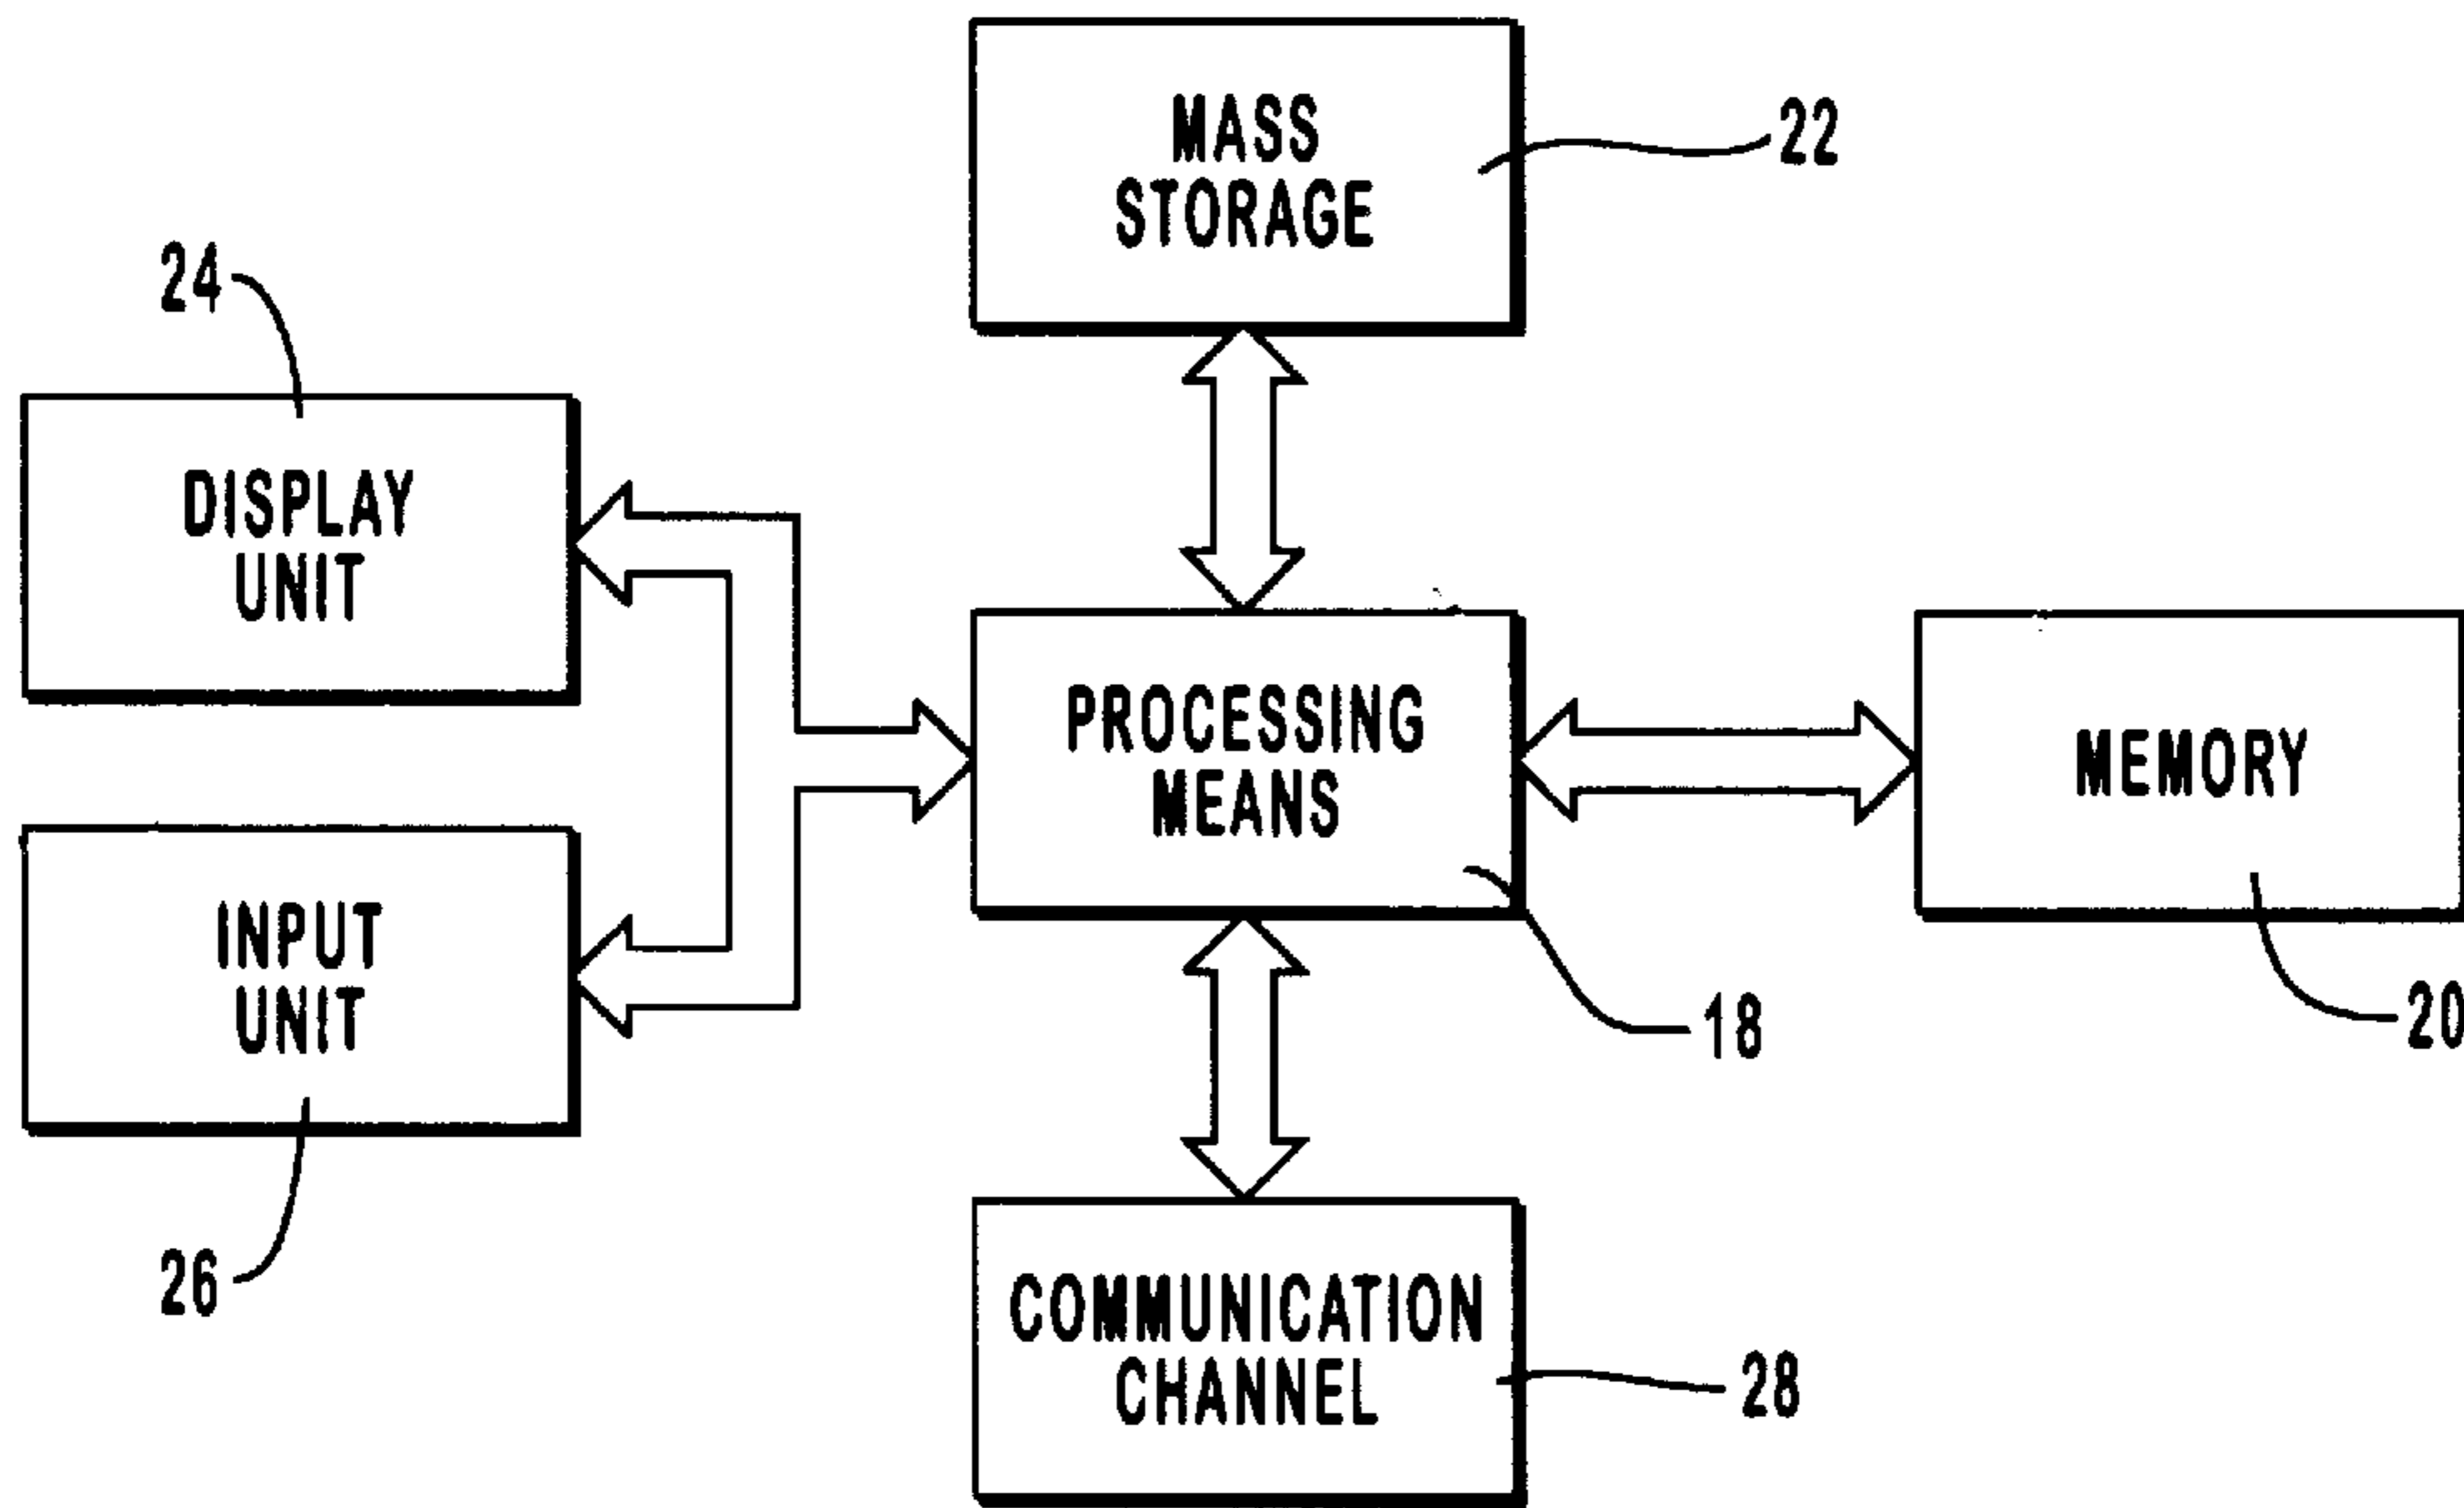 MASS
STORAGE
22
24
DISPLAY
UNIT
PROCESSING
MEANS
MEMORY
INPUT
UNIT
18
20
26
COMMUNICATION
CHANNEL
28